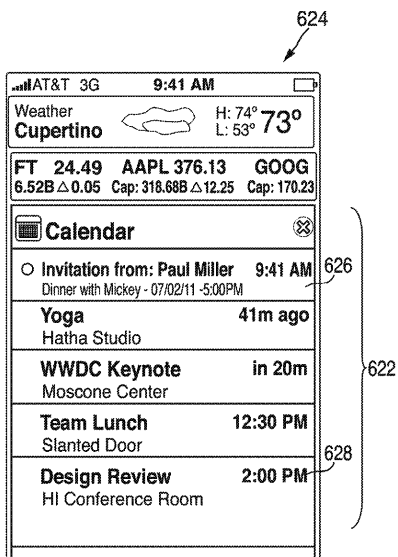 624
AT&T 3G 9:41 AM
Weather H: 74° 73°
Cupertino L: 53°
FT 24.49 AAPL 376.13 GOOG
6.52B △ 0.05 Cap: 318.68B △ 12.25 Cap: 170.23
Calendar
Invitation from: Paul Miller 9:41 AM 626
Dinner with Mickey - 07/02/11 -5:00PM
Yoga 41m ago
Hatha Studio
WWDC Keynote in 20m 622
Moscone Center
Team Lunch 12:30 PM
Slanted Door 628
Design Review 2:00 PM
HI Conference Room